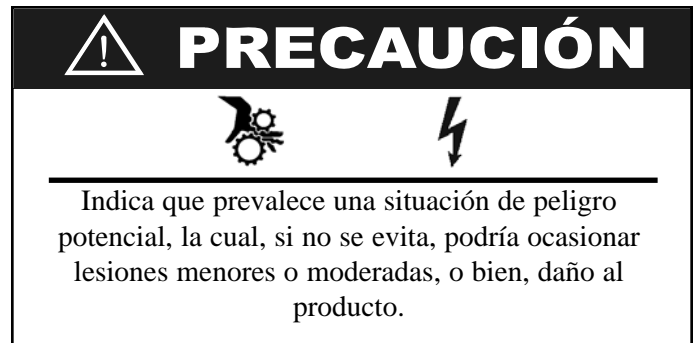 PRECAUCIÓN
Indica que prevalece una situación de peligro
potencial, la cual, si no se evita, podría ocasionar
lesiones menores o moderadas, o bien, daño al
producto.